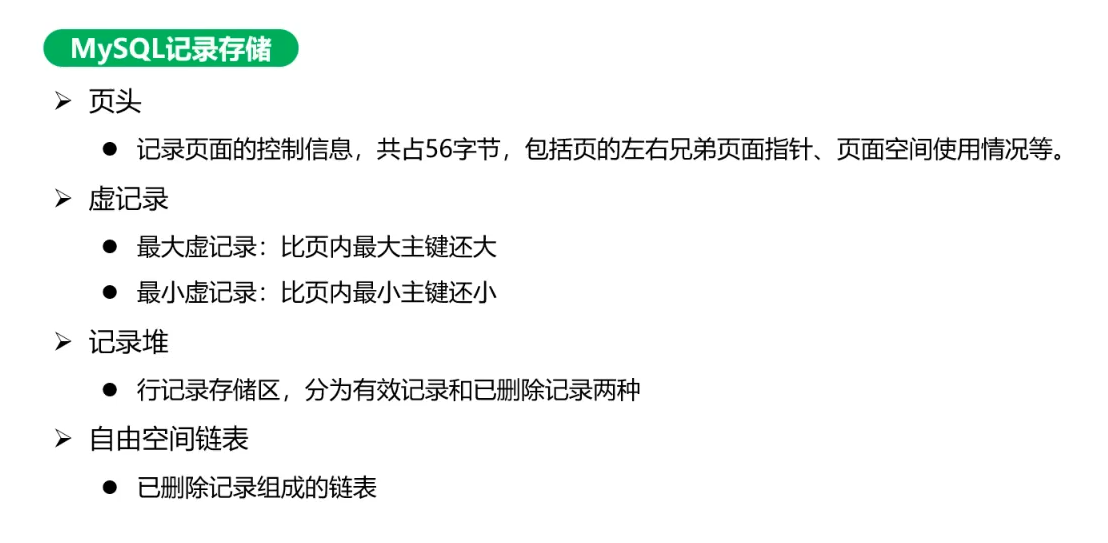 MySQL记录存储
页头
记录页面的控制信息，共占56字节，包括页的左右兄弟页面指针、页面空间使用情况等。
虚记录
最大虚记录：比页内最大主键还大
最小虚记录：比页内最小主键还小
记录堆
行记录存储区，分为有效记录和已删除记录两种
自由空间链表
已删除记录组成的链表